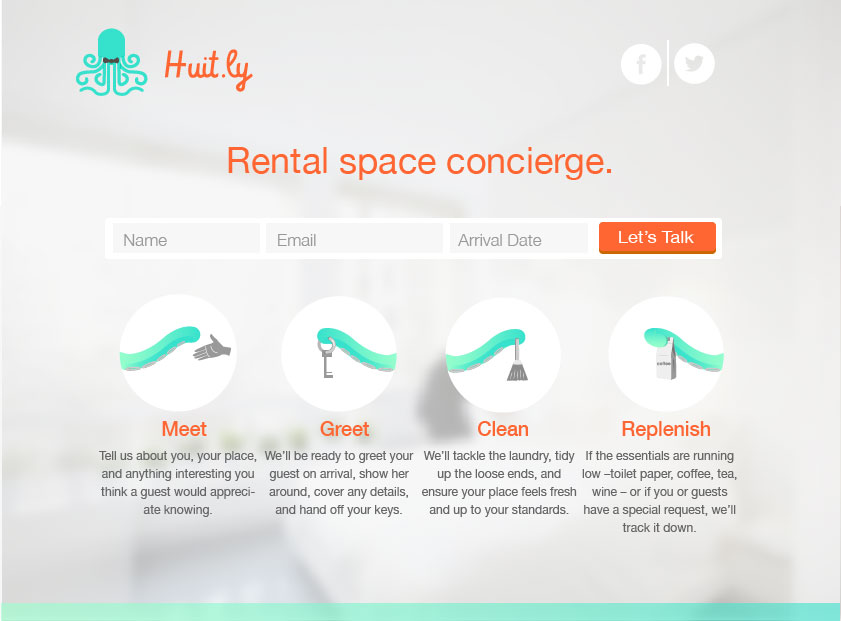 Huit.ly
Rental space concierge.
Name
Email
Arrival Date
Let's Talk
coffee
Meet
Tell us about you, your place,
and anything interesting you
think a guest would appreci-
ate knowing.
Greet
We'll be ready to greet your
guest on arrival, show her
around, cover any details,
and hand off your keys.
Clean
We'll tackle the laundry, tidy
up the loose ends, and
ensure your place feels fresh
and up to your standards.
Replenish
If the essentials are running
low –toilet paper, coffee, tea,
wine – or if you or guests
have a special request, we'll
track it down.